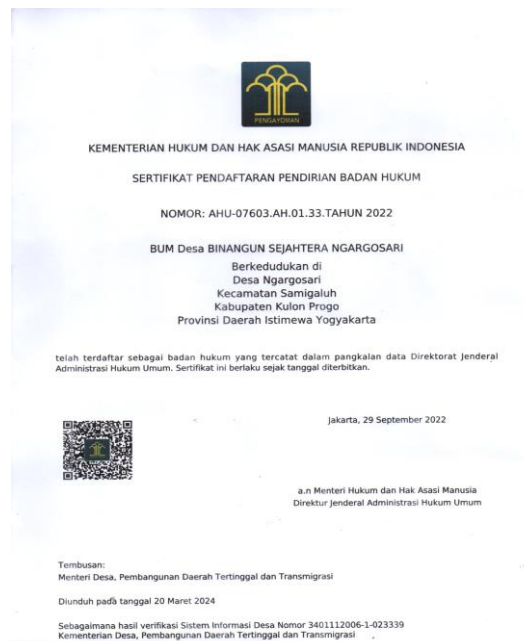 PENGAYOMAN
KEMENTERIAN HUKUM DAN HAK ASASI MANUSIA REPUBLIK INDONESIA
SERTIFIKAT PENDAFTARAN PENDIRIAN BADAN HUKUM
NOMOR: AHU-07603.AH.01.33.TAHUN 2022
BUM Desa BINANGUN SEJAHTERA NGARGOSARI
Berkedudukan di
Desa Ngargosari
Kecamatan Samigaluh
Kabupaten Kulon Progo
Provinsi Daerah Istimewa Yogyakarta
telah terdaftar sebagai badan hukum yang tercatat dalam pangkalan data Direktorat Jenderal
Administrasi Hukum Umum. Sertifikat ini berlaku sejak tanggal diterbitkan.
Jakarta, 29 September 2022
a.n Menteri Hukum dan Hak Asasi Manusia
Direktur Jenderal Administrasi Hukum Umum
Tembusan:
Menteri Desa, Pembangunan Daerah Tertinggal dan Transmigrasi
Diunduh pada tanggal 20 Maret 2024
Sebagaimana hasil verifikasi Sistem Informasi Desa Nomor 3401112006-1-023339
Kementerian Desa, Pembangunan Daerah Tertinggal dan Transmigrasi